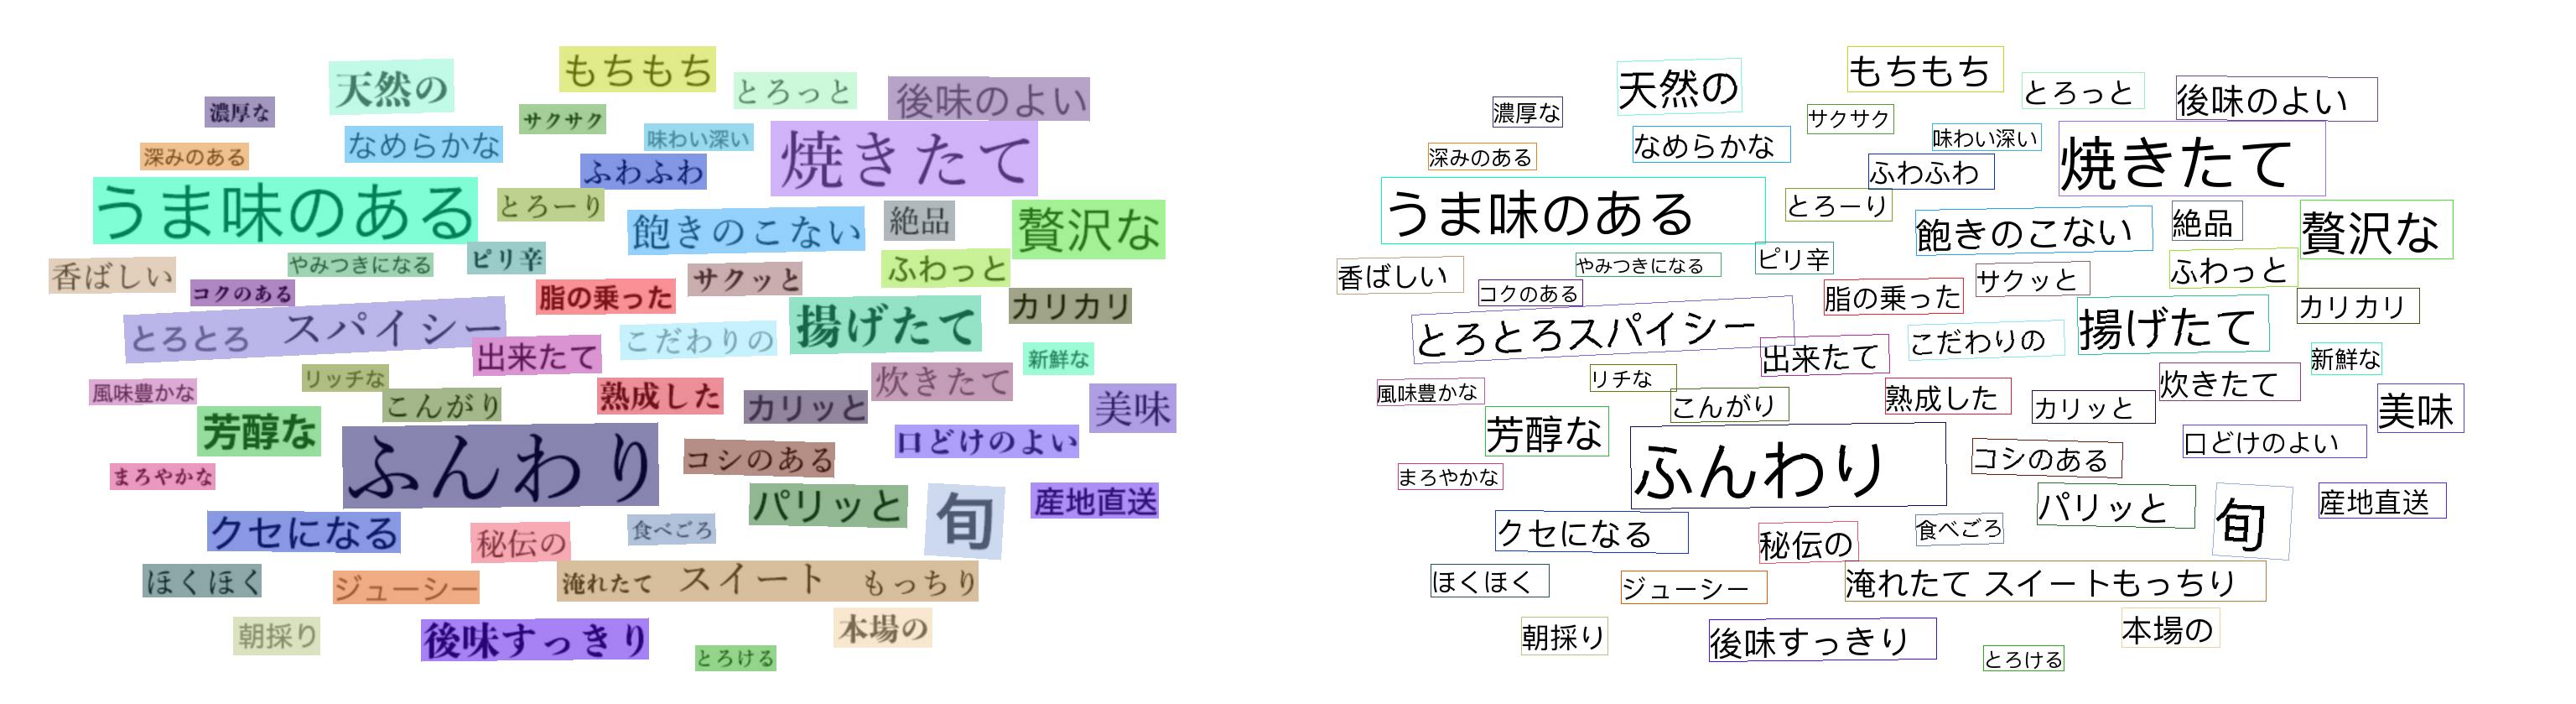 天然の
もちもち
とろっと
後味のよい
濃厚な
サクサク
なめらかな
味わい深い
焼きたて
深みのある
ふわふわ
うま味のある
とろーり
飽きのこない
絶品
贅沢な
香ばしい
やみつきになる
ピリ辛
サクッと
ふわっと
コクのある
脂の乗った
カリカリ
とろとろ スパイシー
出来たて
こだわりの
揚げたて
新鮮な
風味豊かな
リッチな
こんがり
熟成した
カリッと
炊きたて
美味
芳醇な
ふんわり
コシのある
口どけのよい
まろやかな
パリッと
旬
産地直送
クセになる
秘伝の
食べごろ
ほくほく
ジューシー
淹れたて スイート もっちり
朝採り
後味すっきり
とろける
本場の
天然の
もちもち
とろっと
後味のよい
濃厚な
サクサク
なめらかな
味わい深い
焼きたて
深みのある
ふわふわ
うま味のある
とろーり
飽きのこない
絶品
贅沢な
香ばしい
やみつきになる
ピリ辛
サクッと
ふわっと
コクのある
脂の乗った
カリカリ
とろとろスパイシー
出来たて
こだわりの
揚げたて
新鮮な
風味豊かな
リチな
こんがり
熟成した
カリッと
炊きたて
美味
芳醇な
ふんわり
コシのある
口どけのよい
まろやかな
パリッと
旬
産地直送
クセになる
秘伝の
食べごろ
ほくほく
ジューシー
淹れたて スイートもっちり
朝採り
後味すっきり
とろける
本場の